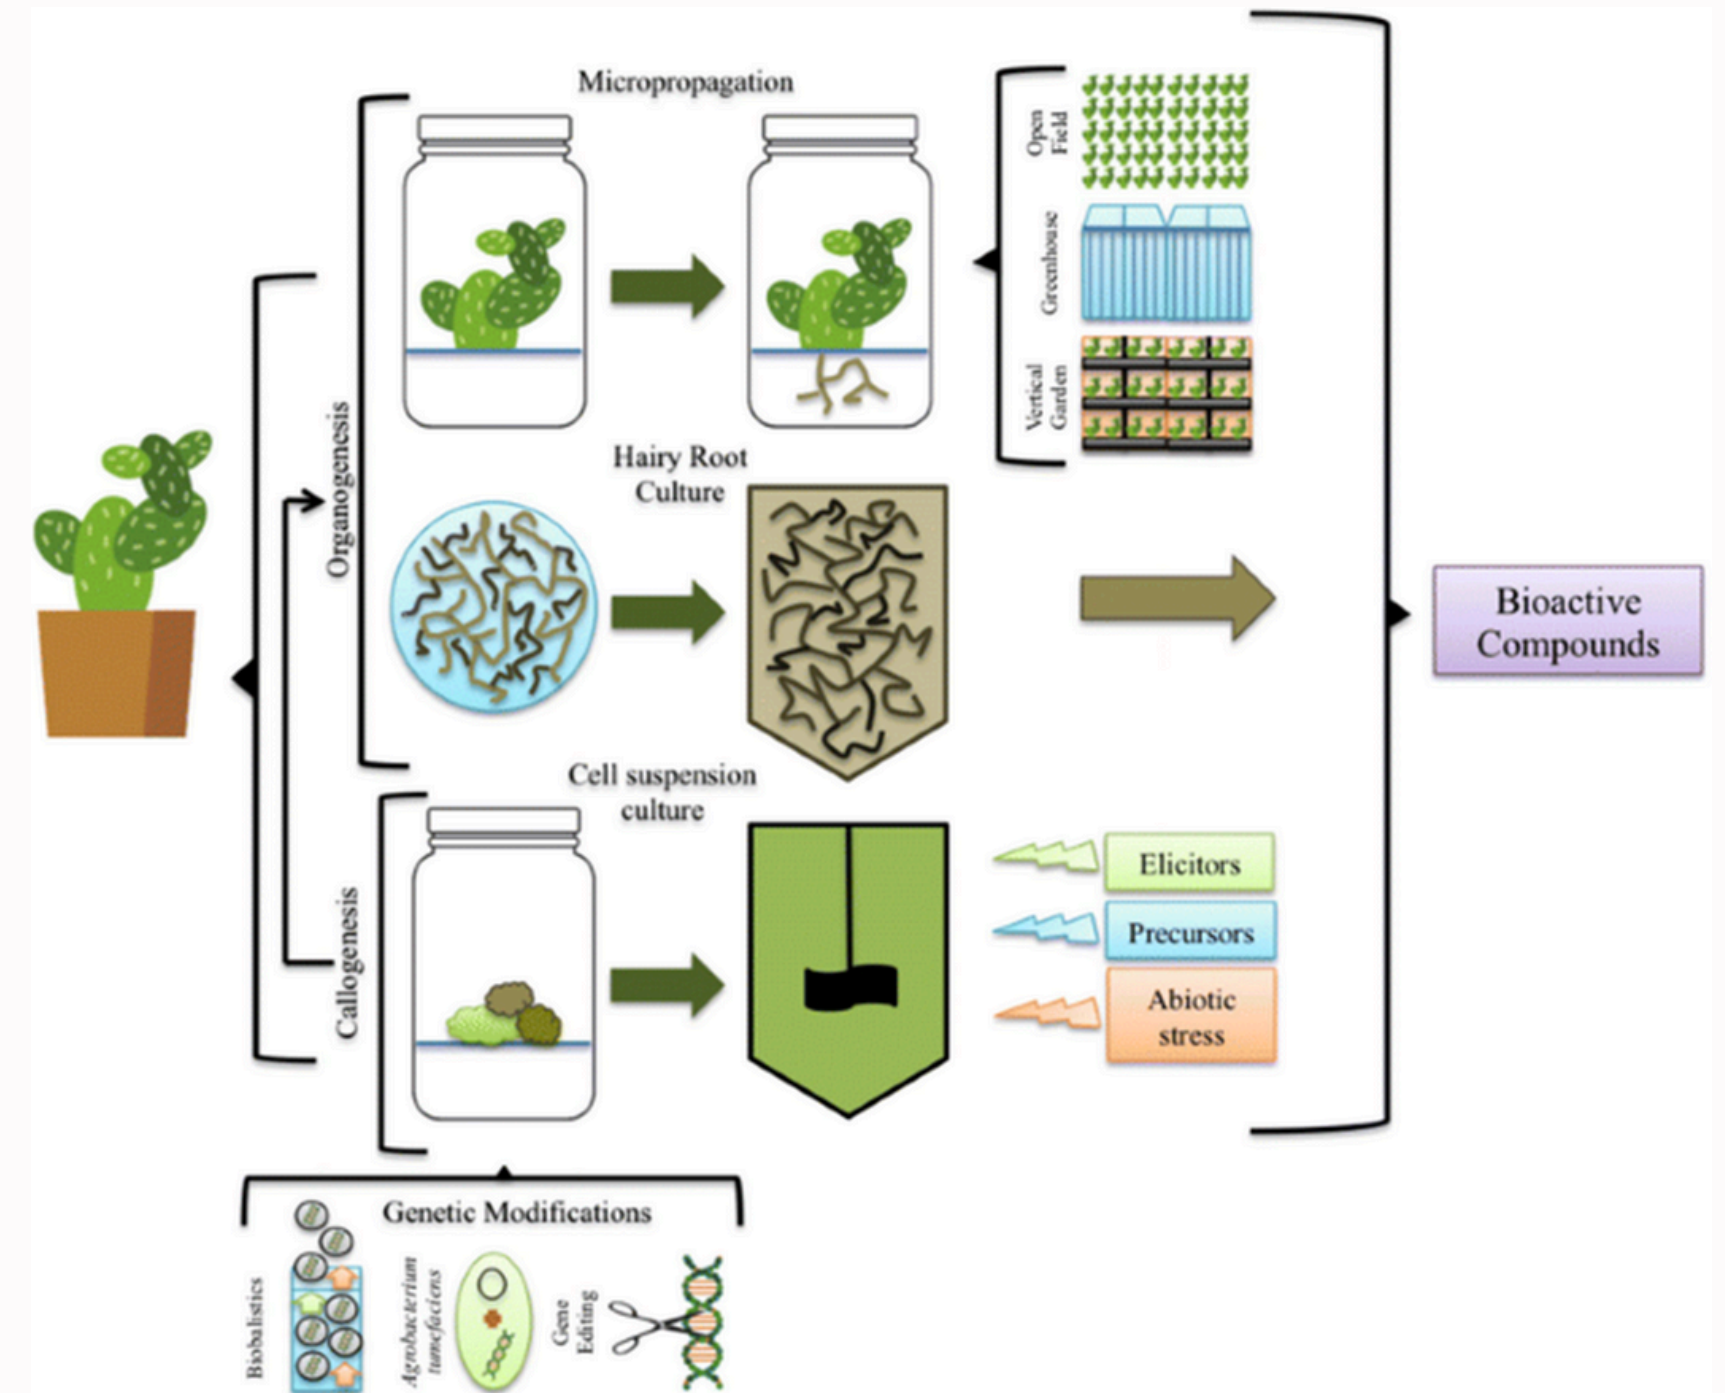 Micropropagation
Open
Field
Greenhouse
Vertical
Garden
Organogenesis
Hairy Root
Culture
Bioactive
Compounds
Cell suspension
culture
Callogenesis
Elicitors
Precursors
Abiotic
stress
Genetic Modifications
Biobalistics
Agrobacterium
tumefaciens
Gene
Editing